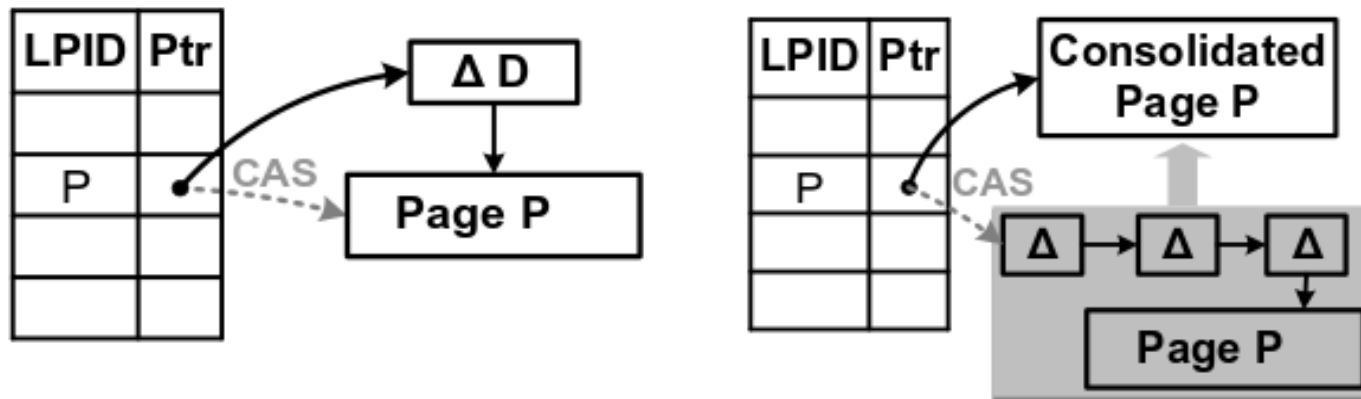 LPID Ptr
Δ D
CAS
P
Page P
LPID Ptr
Consolidated
Page P
CAS
P
Δ Δ Δ
Page P